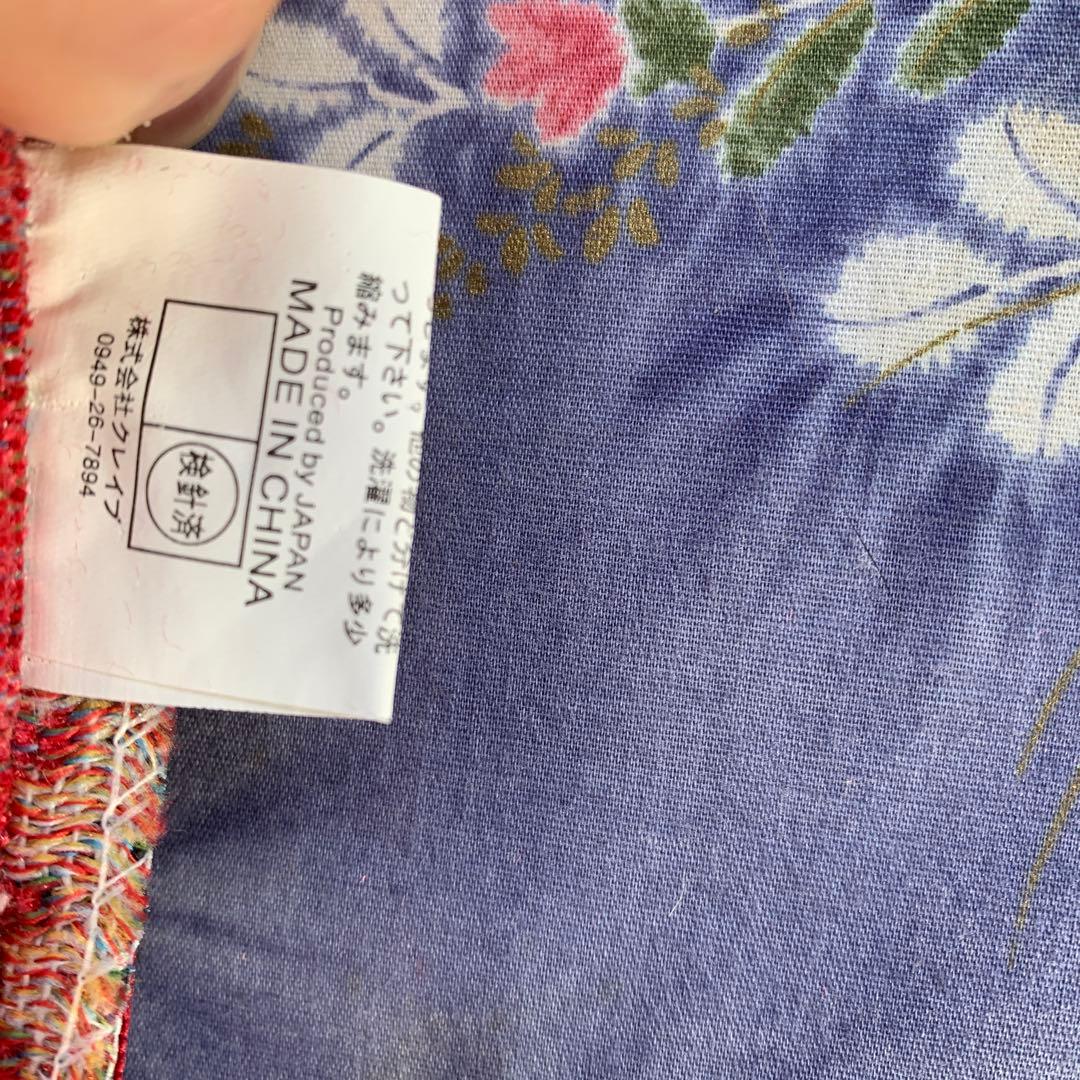 って下さい。洗濯により多少
縮みます。
Produced by JAPAN
MADE IN CHINA
検針済
株式会社クレイブ
0949-26-7894